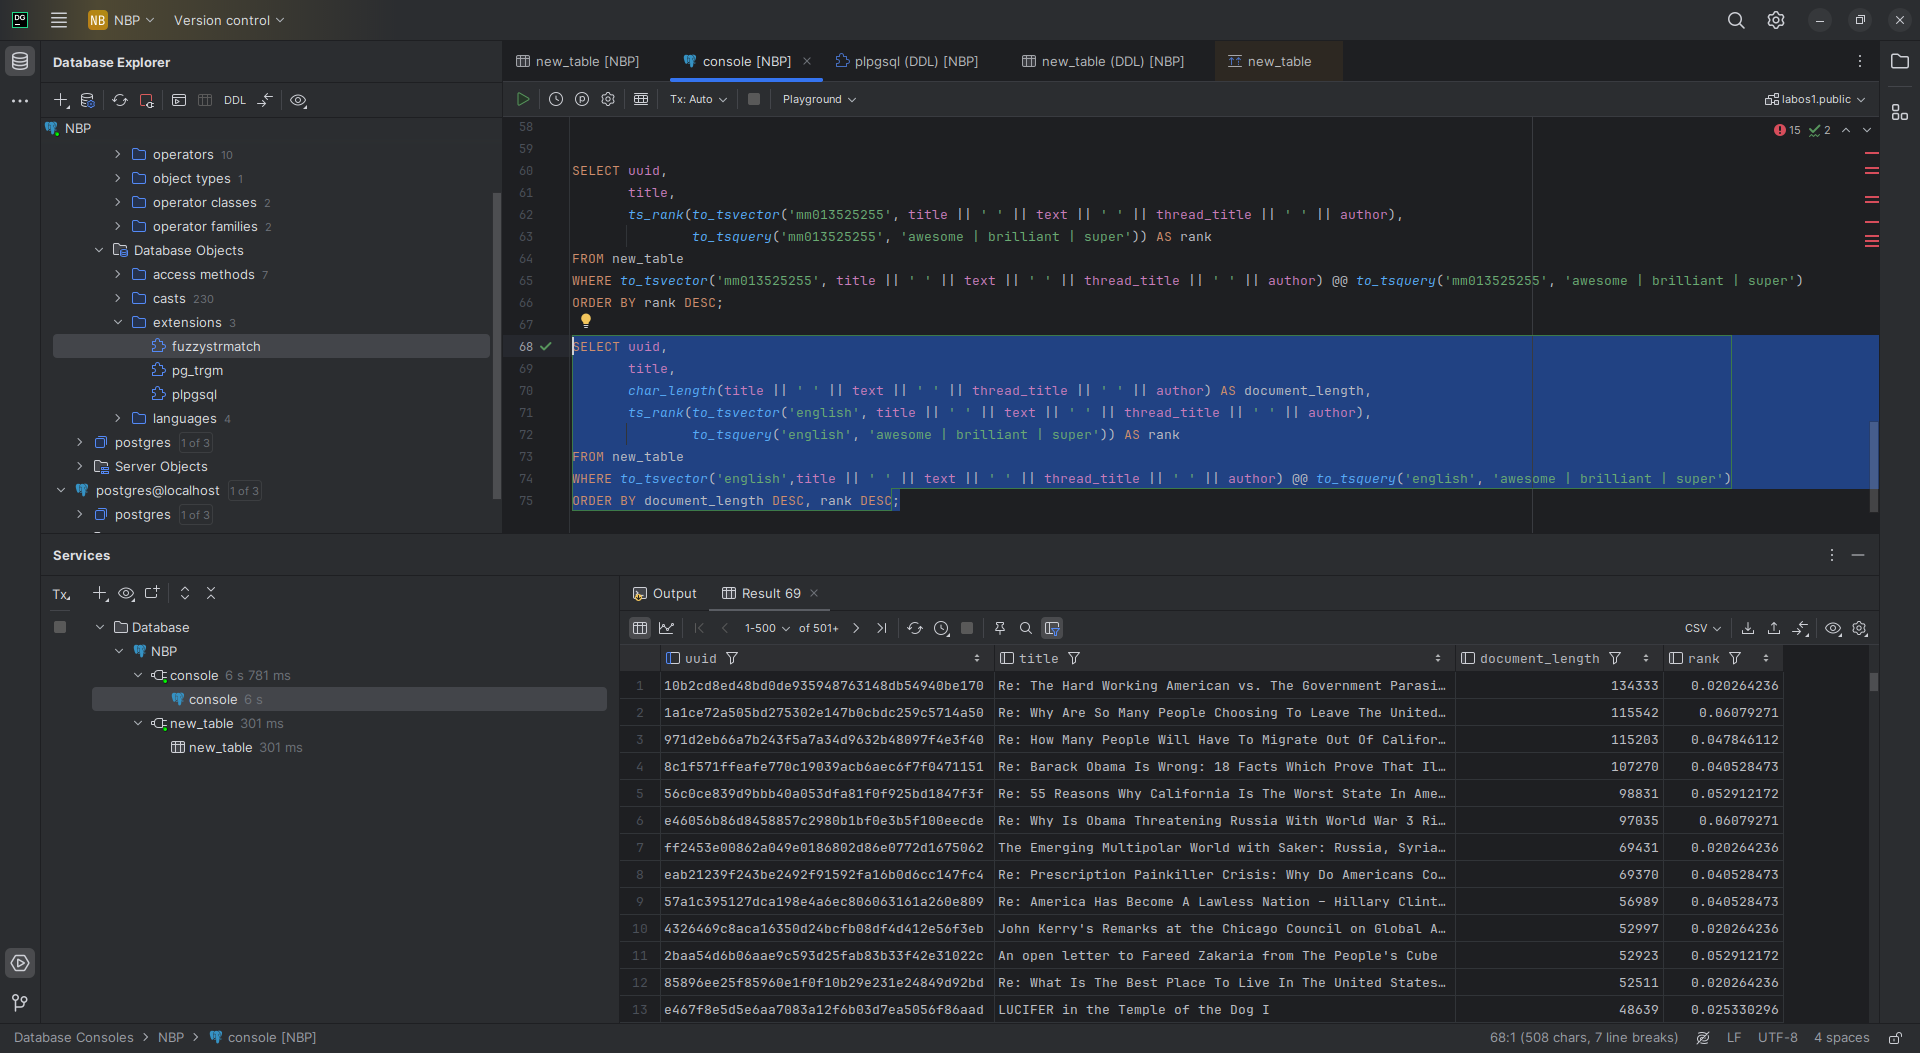 DG
NB NBP
Version control
Database Explorer
new_table [NBP]
console [NBP]
plpgsql (DDL) [NBP]
new_table (DDL) [NBP]
new_table
DDL
Tx: Auto
Playground
labos1.public
NBP
operators 10
object types 1
operator classes 2
operator families 2
Database Objects
access methods 7
casts 230
extensions 3
fuzzystrmatch
pg_trgm
plpgsql
languages 4
postgres 1 of 3
Server Objects
postgres@localhost 1 of 3
postgres 1 of 3
15 2
58
59
60 SELECT uuid,
61 title,
62 ts_rank(to_tsvector('mm013525255', title || ' ' || text || ' ' || thread_title || ' ' || author),
63 to_tsquery('mm013525255', 'awesome | brilliant | super')) AS rank
64 FROM new_table
65 WHERE to_tsvector('mm013525255', title || ' ' || text || ' ' || thread_title || ' ' || author) @@ to_tsquery('mm013525255', 'awesome | brilliant | super')
66 ORDER BY rank DESC;
67
68 SELECT uuid,
69 title,
70 char_length(title || ' ' || text || ' ' || thread_title || ' ' || author) AS document_length,
71 ts_rank(to_tsvector('english', title || ' ' || text || ' ' || thread_title || ' ' || author),
72 to_tsquery('english', 'awesome | brilliant | super')) AS rank
73 FROM new_table
74 WHERE to_tsvector('english',title || ' ' || text || ' ' || thread_title || ' ' || author) @@ to_tsquery('english', 'awesome | brilliant | super')
75 ORDER BY document_length DESC, rank DESC;
Services
Tx
Database
NBP
console 6 s 781 ms
console 6 s
new_table 301 ms
new_table 301 ms
Output
Result 69
1-500 of 501+
CSV
uuid title document_length rank
1 10b2cd8ed48bd0de935948763148db54940be170 Re: The Hard Working American vs. The Government Parasi… 134333 0.020264236
2 1a1ce72a505bd275302e147b0cbdc259c5714a50 Re: Why Are So Many People Choosing To Leave The United… 115542 0.06079271
3 971d2eb66a7b243f5a7a34d9632b48097f4e3f40 Re: How Many People Will Have To Migrate Out Of Califor… 115203 0.047846112
4 8c1f571ffeafe770c19039acb6aec6f7f0471151 Re: Barack Obama Is Wrong: 18 Facts Which Prove That Il… 107270 0.040528473
5 56c0ce839d9bbb40a053dfa81f0f925bd1847f3f Re: 55 Reasons Why California Is The Worst State In Ame… 98831 0.052912172
6 e46056b86d8458857c2980b1bf0e3b5f100eecde Re: Why Is Obama Threatening Russia With World War 3 Ri… 97035 0.06079271
7 ff2453e00862a049e0186802d86e0772d1675062 The Emerging Multipolar World with Saker: Russia, Syria… 69431 0.020264236
8 eab21239f243be2492f91592fa16b0d6cc147fc4 Re: Prescription Painkiller Crisis: Why Do Americans Co… 69370 0.040528473
9 57a1c395127dca198e4a6ec806063161a260e809 Re: America Has Become A Lawless Nation – Hillary Clint… 56989 0.040528473
10 4326469c8aca16350d24bcfb08df4d412e56f3eb John Kerry's Remarks at the Chicago Council on Global A… 52997 0.020264236
11 2baa54d6b06aae9c593d25fab83b33f42e31022c An open letter to Fareed Zakaria from The People's Cube 52923 0.052912172
12 85896ee25f85960e1f0f10b29e231e24849d92bd Re: What Is The Best Place To Live In The United States… 52511 0.020264236
13 e467f8e5d5e6aa7083a12f6b03d7ea5056f86aad LUCIFER in the Temple of the Dog I 48639 0.025330296
Database Consoles > NBP > console [NBP]
68:1 (508 chars, 7 line breaks) LF UTF-8 4 spaces